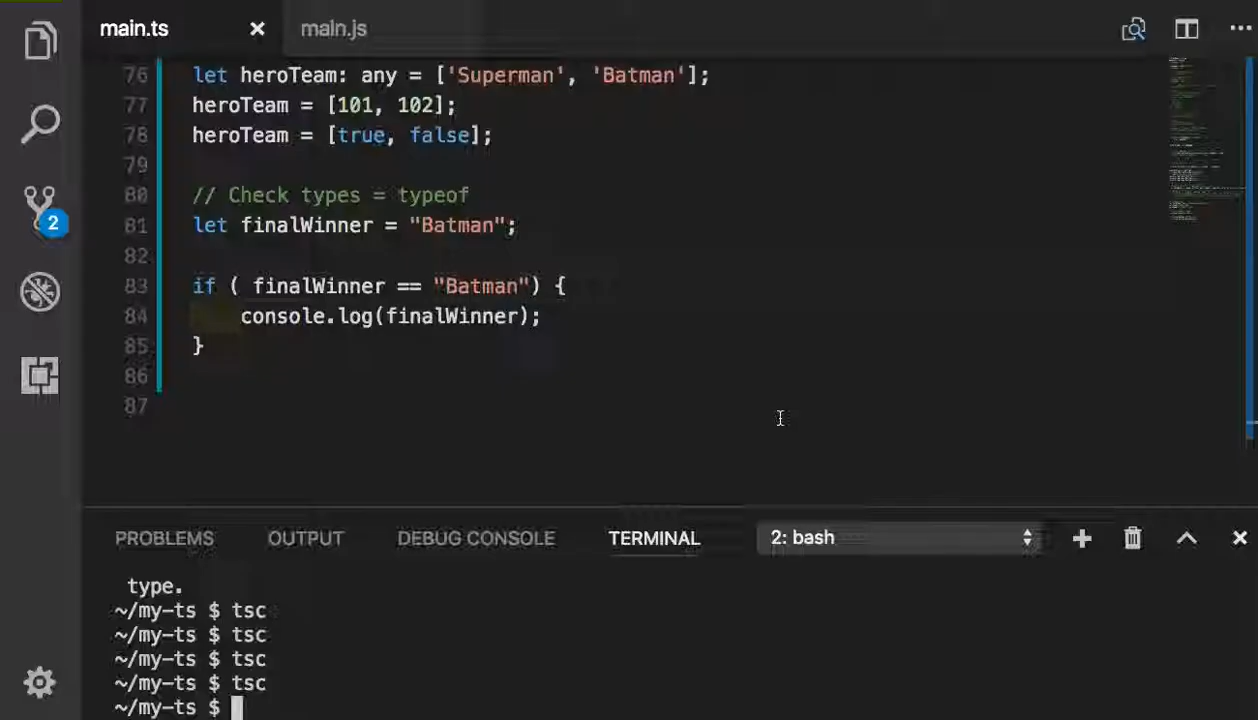 main.ts main.js
76 let heroTeam: any = ['Superman', 'Batman'];
77 heroTeam = [101, 102];
78 heroTeam = [true, false];
79
80 // Check types = typeof
81 let finalWinner = "Batman";
82
83 if ( finalWinner == "Batman") {
84 console.log(finalWinner);
85 }
86
87
2
PROBLEMS OUTPUT DEBUG CONSOLE TERMINAL 2: bash
type.
~/my-ts $ tsc
~/my-ts $ tsc
~/my-ts $ tsc
~/my-ts $ tsc
~/my-ts $